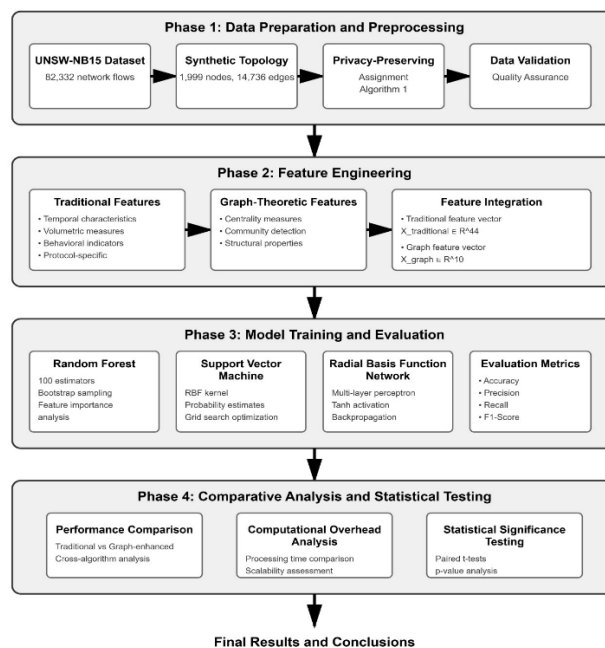 Phase 1: Data Preparation and Preprocessing
UNSW-NB15 Dataset
82,332 network flows
Synthetic Topology
1,999 nodes, 14,736 edges
Privacy-Preserving
Assignment
Algorithm 1
Data Validation
Quality Assurance
Phase 2: Feature Engineering
Traditional Features
• Temporal characteristics
• Volumetric measures
• Behavioral indicators
• Protocol-specific
Graph-Theoretic Features
• Centrality measures
• Community detection
• Structural properties
Feature Integration
• Traditional feature vector
X_traditional ∈ R^44
• Graph feature vector
X_graph ∈ R^10
Phase 3: Model Training and Evaluation
Random Forest
100 estimators
Bootstrap sampling
Feature importance
analysis
Support Vector
Machine
RBF kernel
Probability estimates
Grid search optimization
Radial Basis Function
Network
Multi-layer perceptron
Tanh activation
Backpropagation
Evaluation Metrics
• Accuracy
• Precision
• Recall
• F1-Score
Phase 4: Comparative Analysis and Statistical Testing
Performance Comparison
Traditional vs Graph-enhanced
Cross-algorithm analysis
Computational Overhead
Analysis
Processing time comparison
Scalability assessment
Statistical Significance
Testing
Paired t-tests
p-value analysis
Final Results and Conclusions